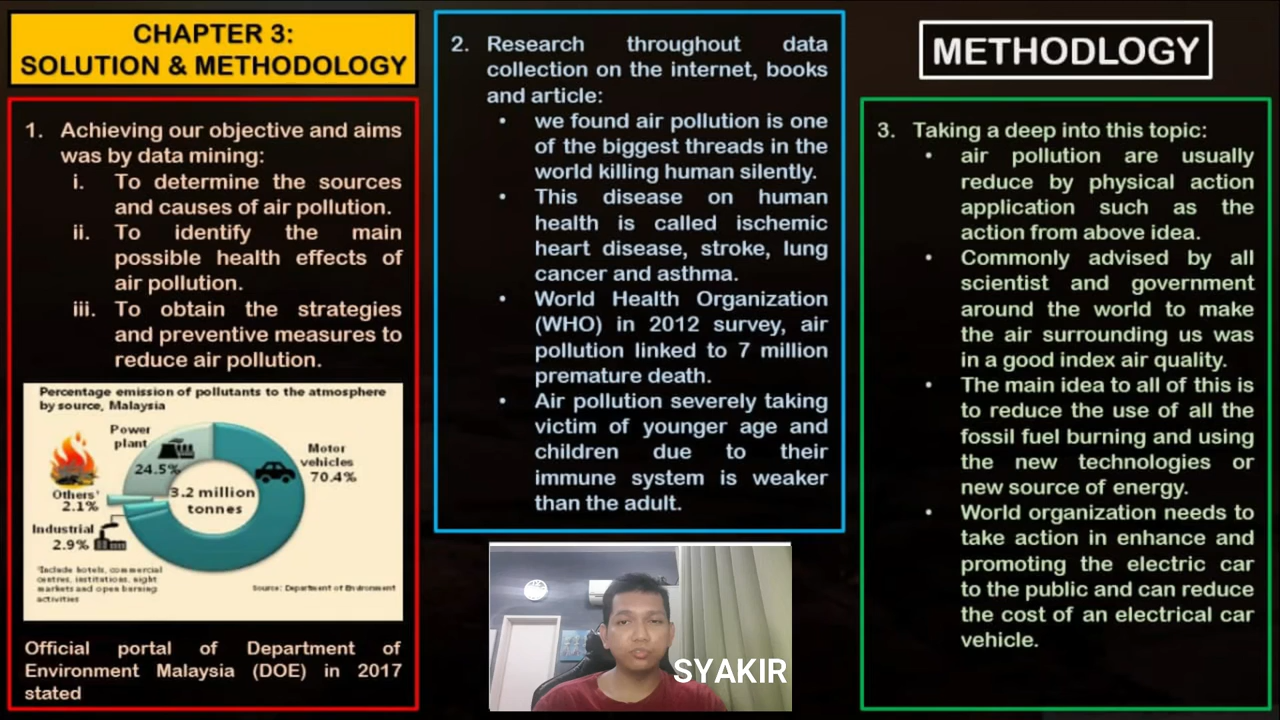 CHAPTER 3:
SOLUTION & METHODOLOGY
1. Achieving our objective and aims
was by data mining:
i. To determine the sources
and causes of air pollution.
ii. To identify the main
possible health effects of
air pollution.
iii. To obtain the strategies
and preventive measures to
reduce air pollution.
Percentage emission of pollutants to the atmosphere
by source, Malaysia
Power
plant
24.5%
Motor
vehicles
70.4%
3.2 million
tonnes
Others¹
2.1%
Industrial
2.9%
¹Include hotels, commercial
centres, institutions, night
markets and open burning
activities
Source: Department of Environment
Official portal of Department of
Environment Malaysia (DOE) in 2017
stated
2. Research throughout data
collection on the internet, books
and article:
• we found air pollution is one
of the biggest threads in the
world killing human silently.
• This disease on human
health is called ischemic
heart disease, stroke, lung
cancer and asthma.
• World Health Organization
(WHO) in 2012 survey, air
pollution linked to 7 million
premature death.
• Air pollution severely taking
victim of younger age and
children due to their
immune system is weaker
than the adult.
SYAKIR
METHODLOGY
3. Taking a deep into this topic:
• air pollution are usually
reduce by physical action
application such as the
action from above idea.
• Commonly advised by all
scientist and government
around the world to make
the air surrounding us was
in a good index air quality.
• The main idea to all of this is
to reduce the use of all the
fossil fuel burning and using
the new technologies or
new source of energy.
• World organization needs to
take action in enhance and
promoting the electric car
to the public and can reduce
the cost of an electrical car
vehicle.